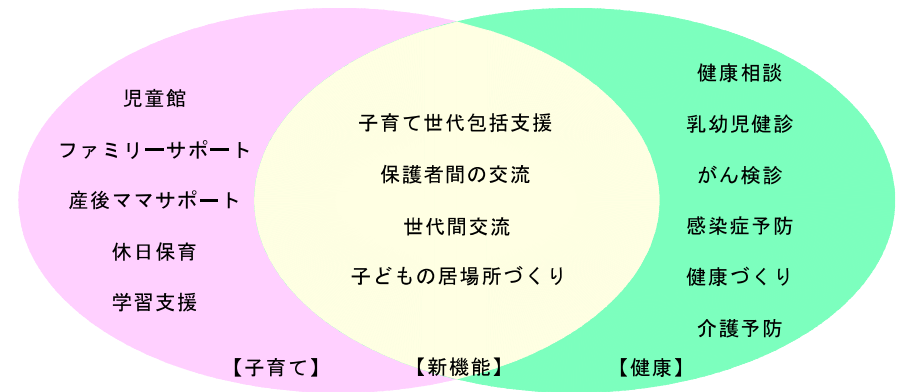 児童館
ファミリーサポート
産後ママサポート
休日保育
学習支援
【子育て】
子育て世代包括支援
保護者間の交流
世代間交流
子どもの居場所づくり
【新機能】
健康相談
乳幼児健診
がん検診
感染症予防
健康づくり
介護予防
【健康】